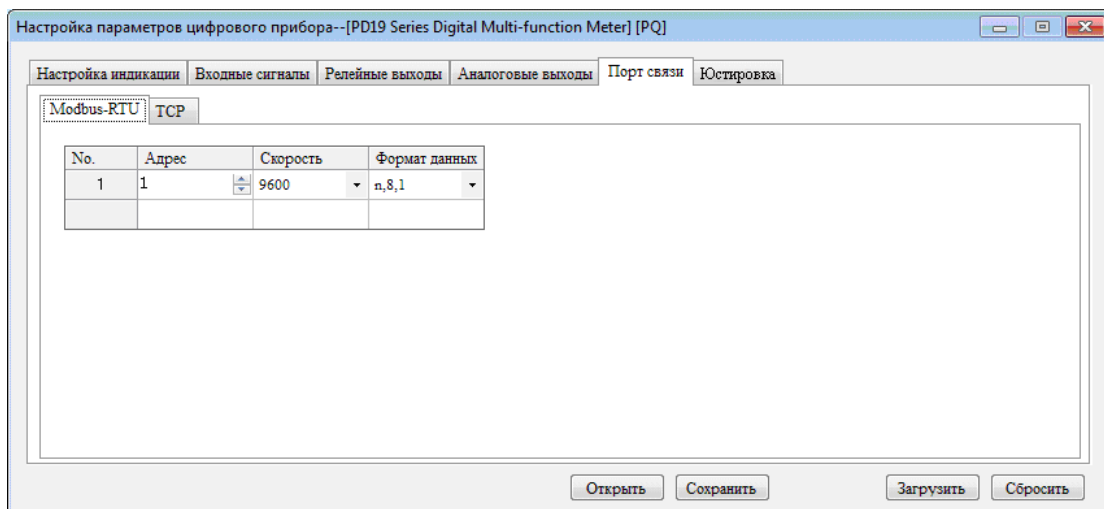 Настройка параметров цифрового прибора--[PD19 Series Digital Multi-function Meter] [PQ]
Настройка индикации Входные сигналы Релейные выходы Аналоговые выходы Порт связи Юстировка
Modbus-RTU TCP
No. Адрес Скорость Формат данных
1 1 9600 n,8,1
Открыть Сохранить Загрузить Сбросить